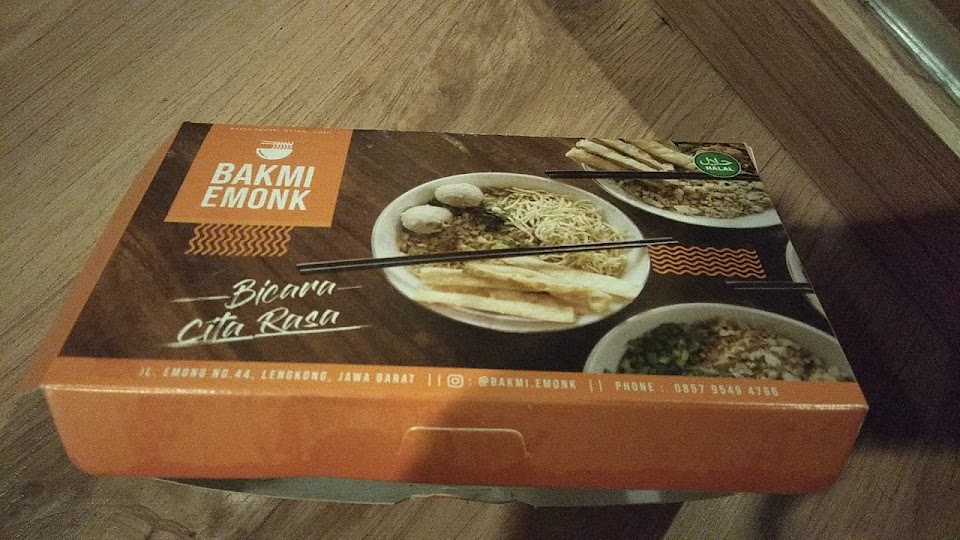 BAKMI
EMONK
حلال
HALAL
Bicara
Cita Rasa
JL. EMONG NO.44, LENGKONG, JAWA BARAT || : @BAKMI.EMONK || PHONE : 0857 9549 4766